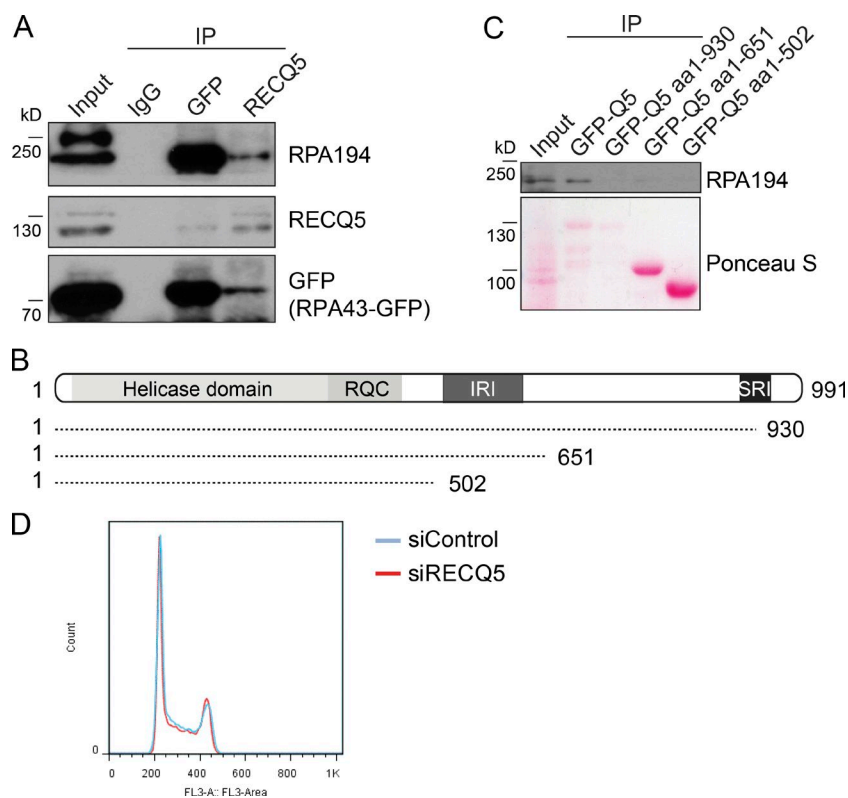 A
IP
kD
Input
IgG
GFP
RECQ5
250
RPA194
130
RECQ5
70
GFP
(RPA43-GFP)
C
IP
kD
Input
GFP-Q5
GFP-Q5 aa1-930
GFP-Q5 aa1-651
GFP-Q5 aa1-502
250
RPA194
130
100
Ponceau S
B
1 Helicase domain RQC IRI SRI 991
1 930
1 651
1 502
D
siControl
siRECQ5
Count
0
0 200 400 600 800 1K
FL3-A:: FL3-Area